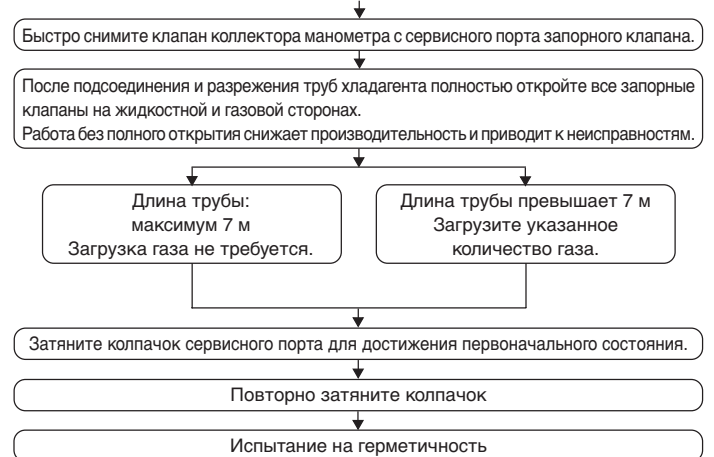 Быстро снимите клапан коллектора манометра с сервисного порта запорного клапана.
После подсоединения и разрежения труб хладагента полностью откройте все запорные
клапаны на жидкостной и газовой сторонах.
Работа без полного открытия снижает производительность и приводит к неисправностям.
Длина трубы:
максимум 7 м
Загрузка газа не требуется.
Длина трубы превышает 7 м
Загрузите указанное
количество газа.
Затяните колпачок сервисного порта для достижения первоначального состояния.
Повторно затяните колпачок
Испытание на герметичность